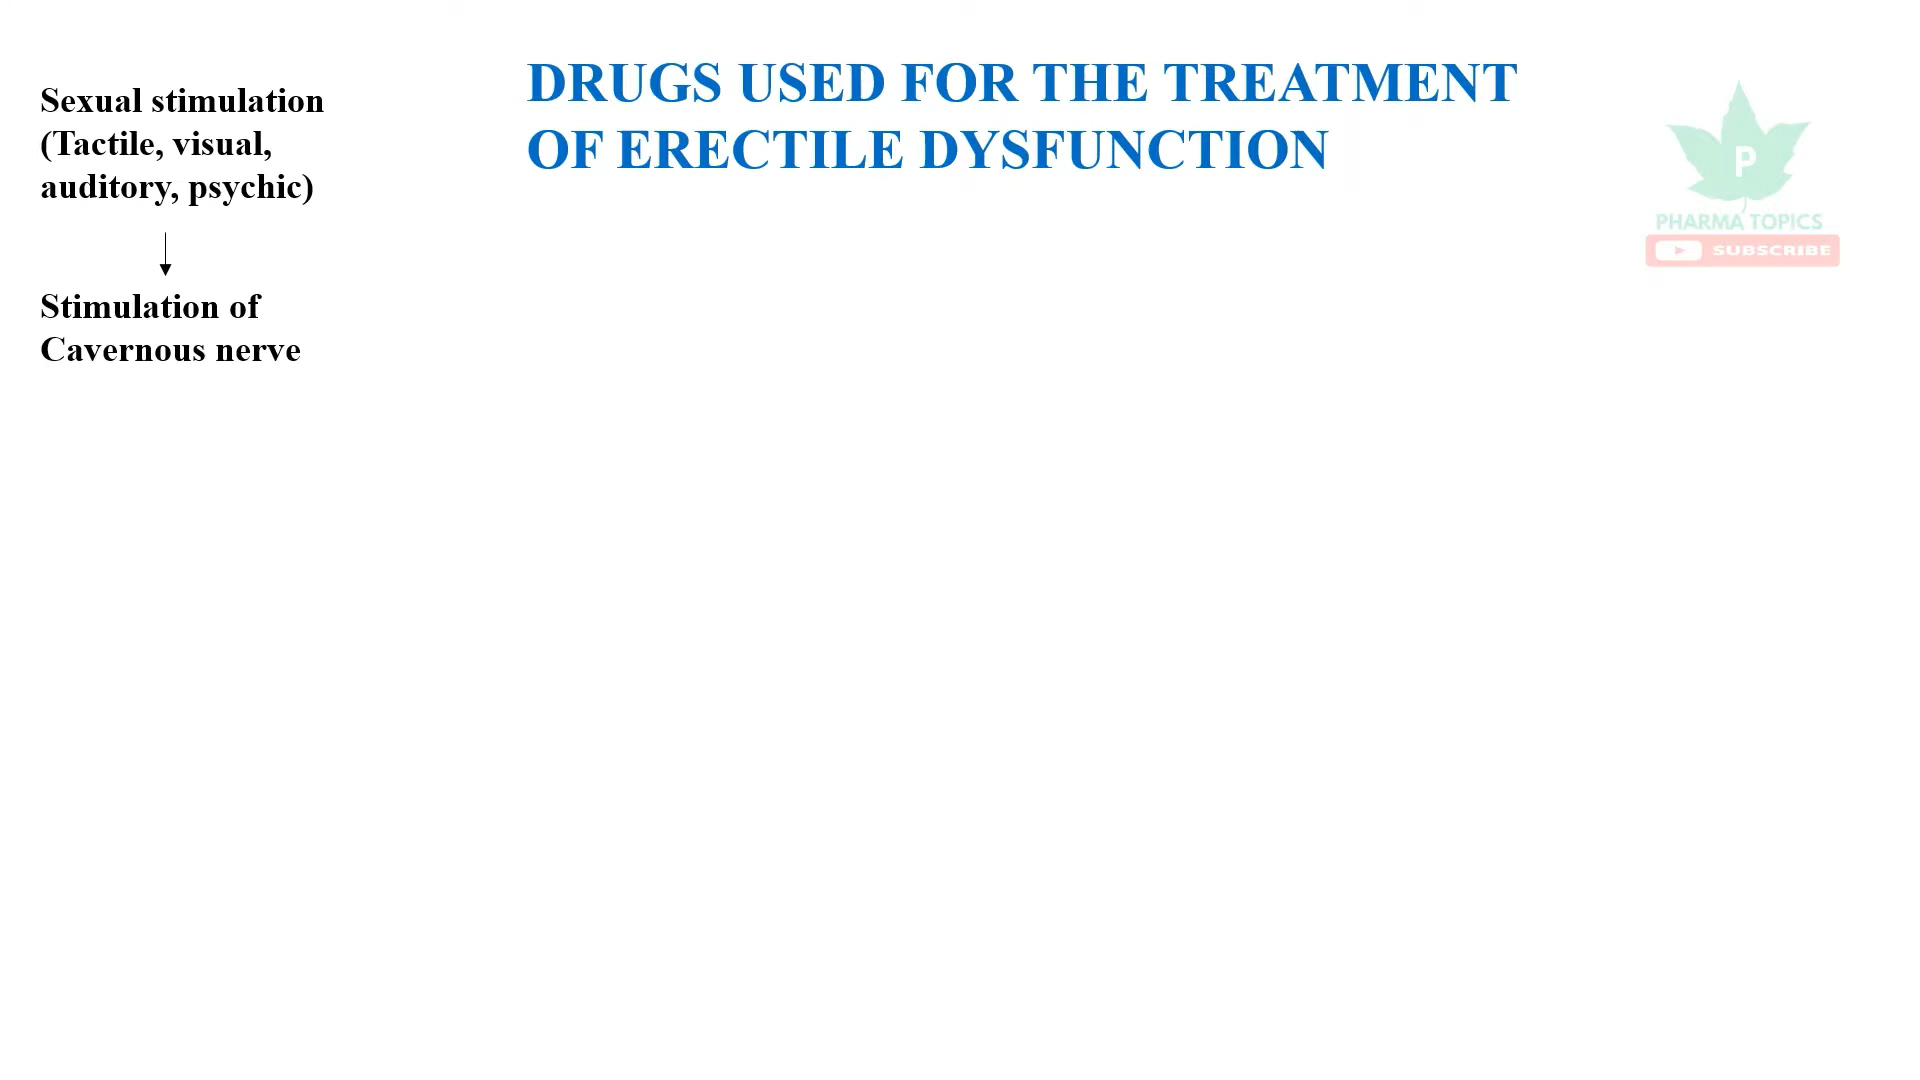 DRUGS USED FOR THE TREATMENT
OF ERECTILE DYSFUNCTION
Sexual stimulation
(Tactile, visual,
auditory, psychic)
Stimulation of
Cavernous nerve
P
PHARMA TOPICS
SUBSCRIBE